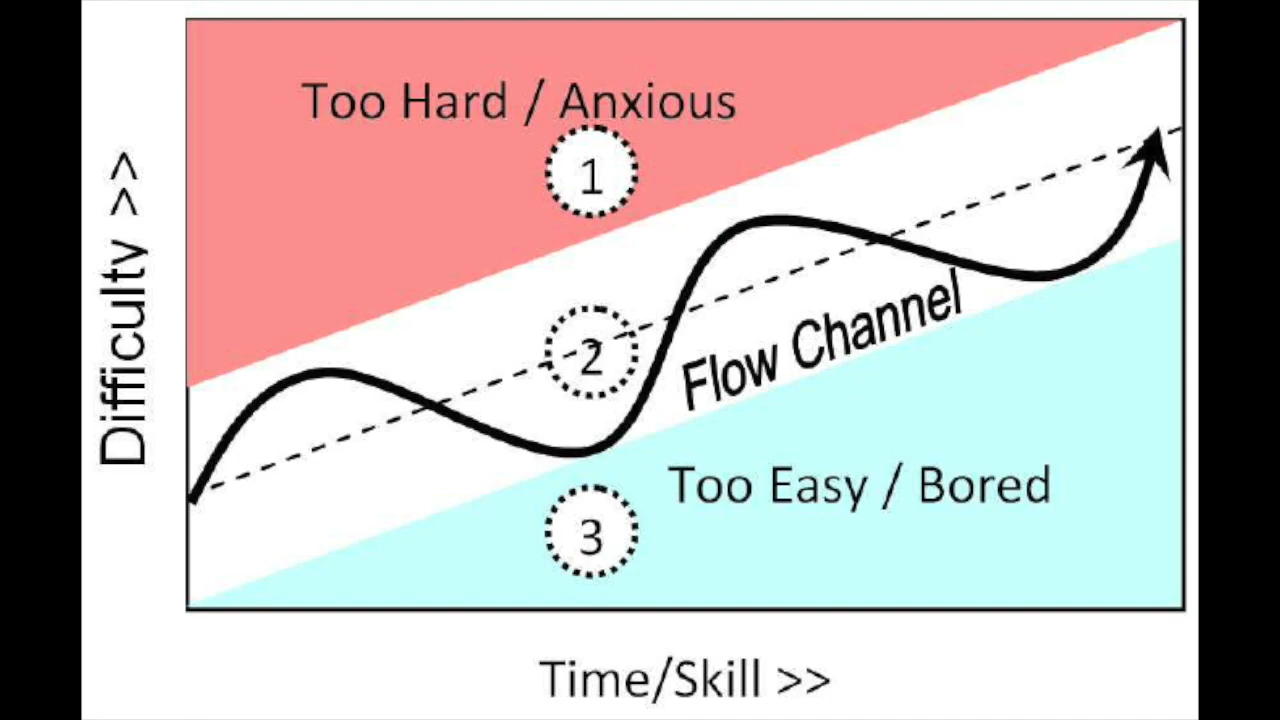 Too Hard / Anxious
1
Difficulty >>
2
Flow Channel
Too Easy / Bored
3
Time/Skill >>